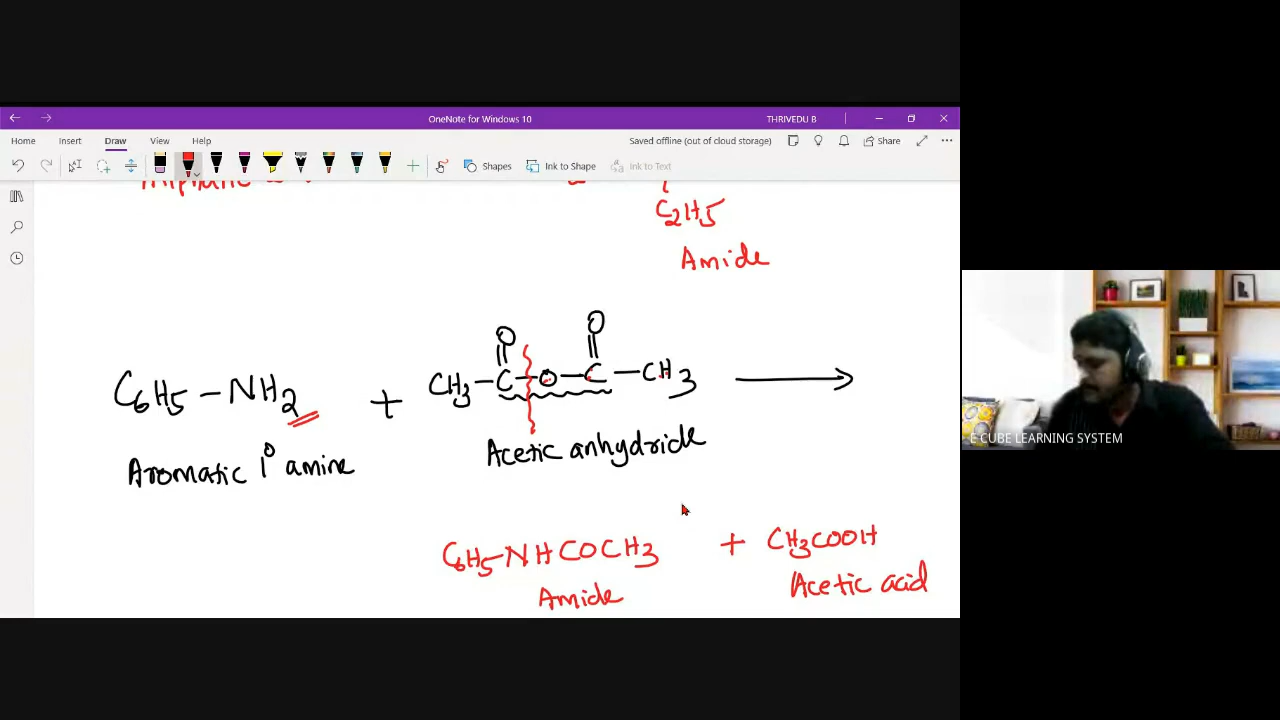 OneNote for Windows 10
THRIVEDU B
Home Insert Draw View Help
Saved offline (out of cloud storage)
Share
Shapes
Ink to Shape
Ink to Text
Aliphatic
C2H5
Amide
O O
C6H5 – NH2 + CH3 – C – O – C – CH3 →
Aromatic 1° amine
Acetic anhydride
C6H5–NHCOCH3 + CH3COOH
Amide
Acetic acid
E CUBE LEARNING SYSTEM